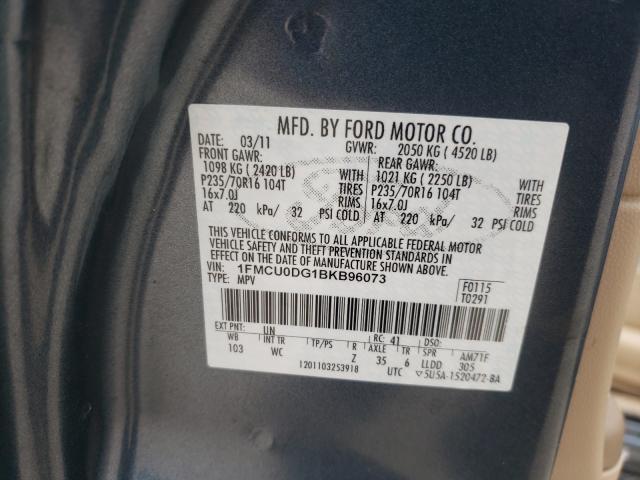 MFD. BY FORD MOTOR CO.
DATE: 03/11 GVWR: 2050 KG ( 4520 LB)
FRONT GAWR: REAR GAWR:
1098 KG ( 2420 LB) WITH 1021 KG ( 2250 LB) WITH
P235/70R16 104T TIRES P235/70R16 104T TIRES
16x7.0J RIMS 16x7.0J RIMS
AT 220 kPa/ 32 PSI COLD AT 220 kPa/ 32 PSI COLD
THIS VEHICLE CONFORMS TO ALL APPLICABLE FEDERAL MOTOR
VEHICLE SAFETY AND THEFT PREVENTION STANDARDS IN
EFFECT ON THE DATE OF MANUFACTURE SHOWN ABOVE.
VIN: 1FMCU0DG1BKB96073
TYPE: MPV
F0115
T0291
EXT PNT: UN RC: 41 DSO:
WB INT TR TP/PS R AXLE TR SPR AM71F
103 WC Z 35 6 LLDD 305
1201103253918 UTC 5U5A-1520472-BA
Ford